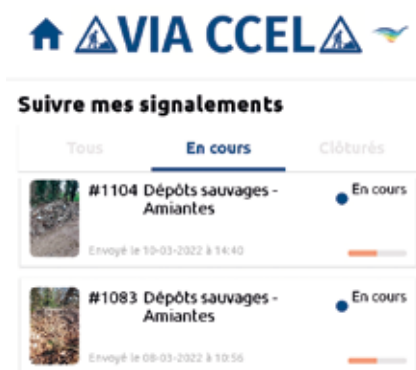 VIA CCEL
Suivre mes signalements
Tous En cours Clôturés
#1104 Dépôts sauvages - En cours
Amiantes
Envoyé le 10-03-2022 à 14:40
#1083 Dépôts sauvages - En cours
Amiantes
Envoyé le 08-03-2022 à 10:56